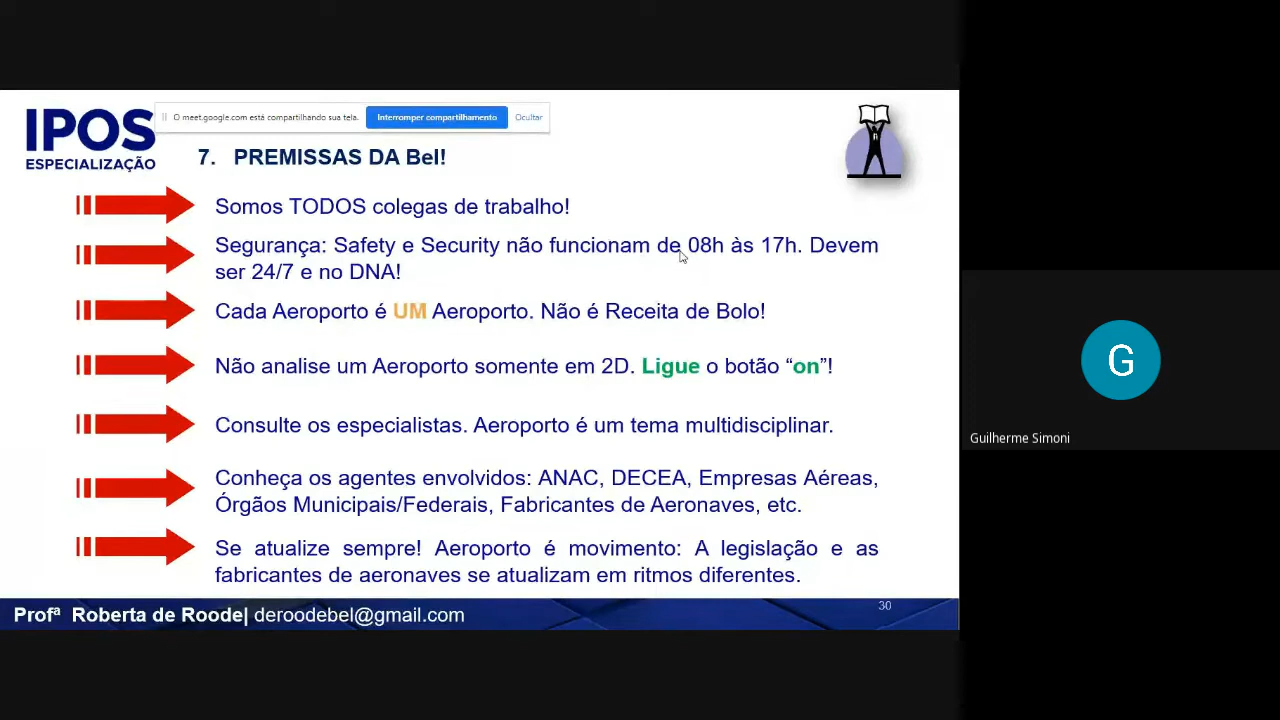 IPOS
ESPECIALIZAÇÃO
O meet.google.com está compartilhando sua tela.
Interromper compartilhamento
Ocultar
7. PREMISSAS DA Bel!
Somos TODOS colegas de trabalho!
Segurança: Safety e Security não funcionam de 08h às 17h. Devem
ser 24/7 e no DNA!
Cada Aeroporto é UM Aeroporto. Não é Receita de Bolo!
Não analise um Aeroporto somente em 2D. Ligue o botão “on”!
Consulte os especialistas. Aeroporto é um tema multidisciplinar.
Conheça os agentes envolvidos: ANAC, DECEA, Empresas Aéreas,
Órgãos Municipais/Federais, Fabricantes de Aeronaves, etc.
Se atualize sempre! Aeroporto é movimento: A legislação e as
fabricantes de aeronaves se atualizam em ritmos diferentes.
Profª Roberta de Roode| deroodebel@gmail.com
30
G
Guilherme Simoni